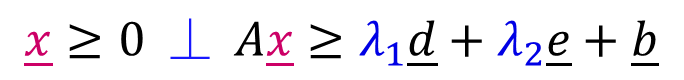 x ≥ 0 ⊥ Ax ≥ λ₁d + λ₂e + b